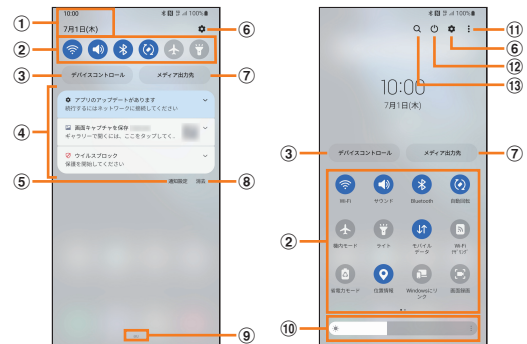 ① 10:00 100%
7月1日(木) ⑥
②
③ デバイスコントロール メディア出力先 ⑦
④
アプリのアップデートがあります
続行するにはネットワークに接続してください
画面キャプチャを保存
ギャラリーで開くには、ここをタップしてく.
ウイルスブロック
保護を開始してください
⑤ 通知設定 消去 ⑧
⑨
100%
⑪
⑥
⑫
⑬
10:00
7月1日(木)
③ デバイスコントロール メディア出力先 ⑦
②
Wi-Fi サウンド Bluetooth 自動回転
機内モード ライト モバイル データ Wi-Fi
省電力モード 位置情報 Windowsにリンク 画面録画
⑩